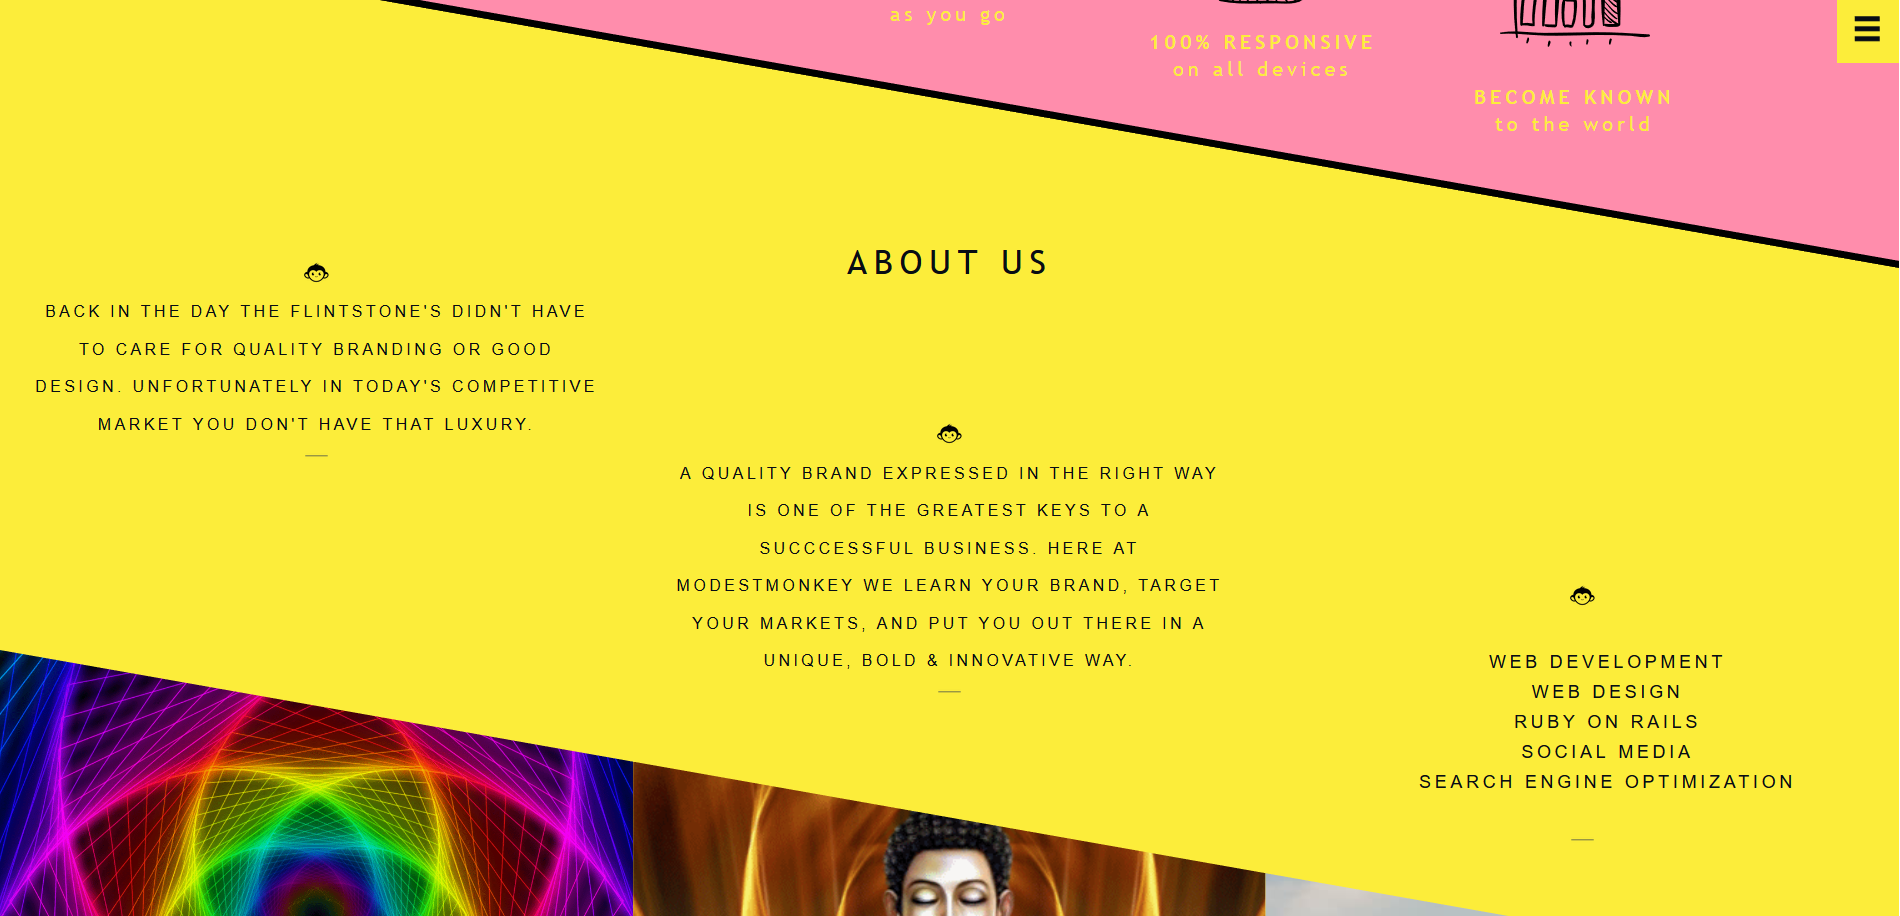 as you go
100% RESPONSIVE
on all devices
BECOME KNOWN
to the world
ABOUT US
BACK IN THE DAY THE FLINTSTONE'S DIDN'T HAVE
TO CARE FOR QUALITY BRANDING OR GOOD
DESIGN. UNFORTUNATELY IN TODAY'S COMPETITIVE
MARKET YOU DON'T HAVE THAT LUXURY.
A QUALITY BRAND EXPRESSED IN THE RIGHT WAY
IS ONE OF THE GREATEST KEYS TO A
SUCCCESSFUL BUSINESS. HERE AT
MODESTMONKEY WE LEARN YOUR BRAND, TARGET
YOUR MARKETS, AND PUT YOU OUT THERE IN A
UNIQUE, BOLD & INNOVATIVE WAY.
WEB DEVELOPMENT
WEB DESIGN
RUBY ON RAILS
SOCIAL MEDIA
SEARCH ENGINE OPTIMIZATION